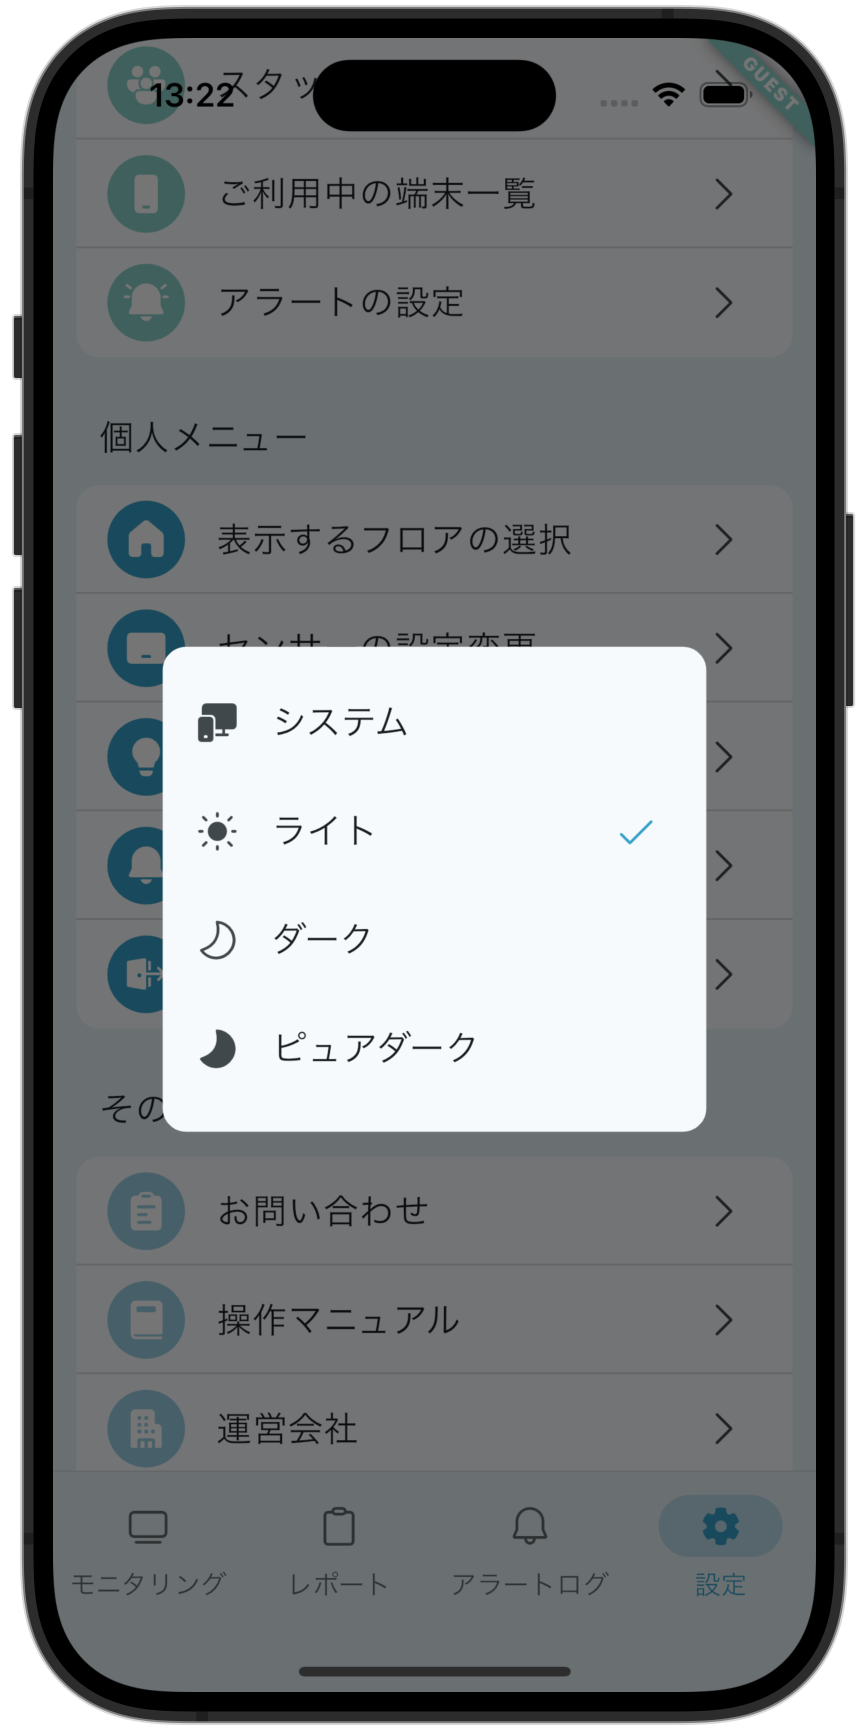 スタッ
13:22
GUEST
ご利用中の端末一覧
アラートの設定
個人メニュー
表示するフロアの選択
センサーの設定変更
システム
ライト
ダーク
ピュアダーク
その
お問い合わせ
操作マニュアル
運営会社
モニタリング
レポート
アラートログ
設定